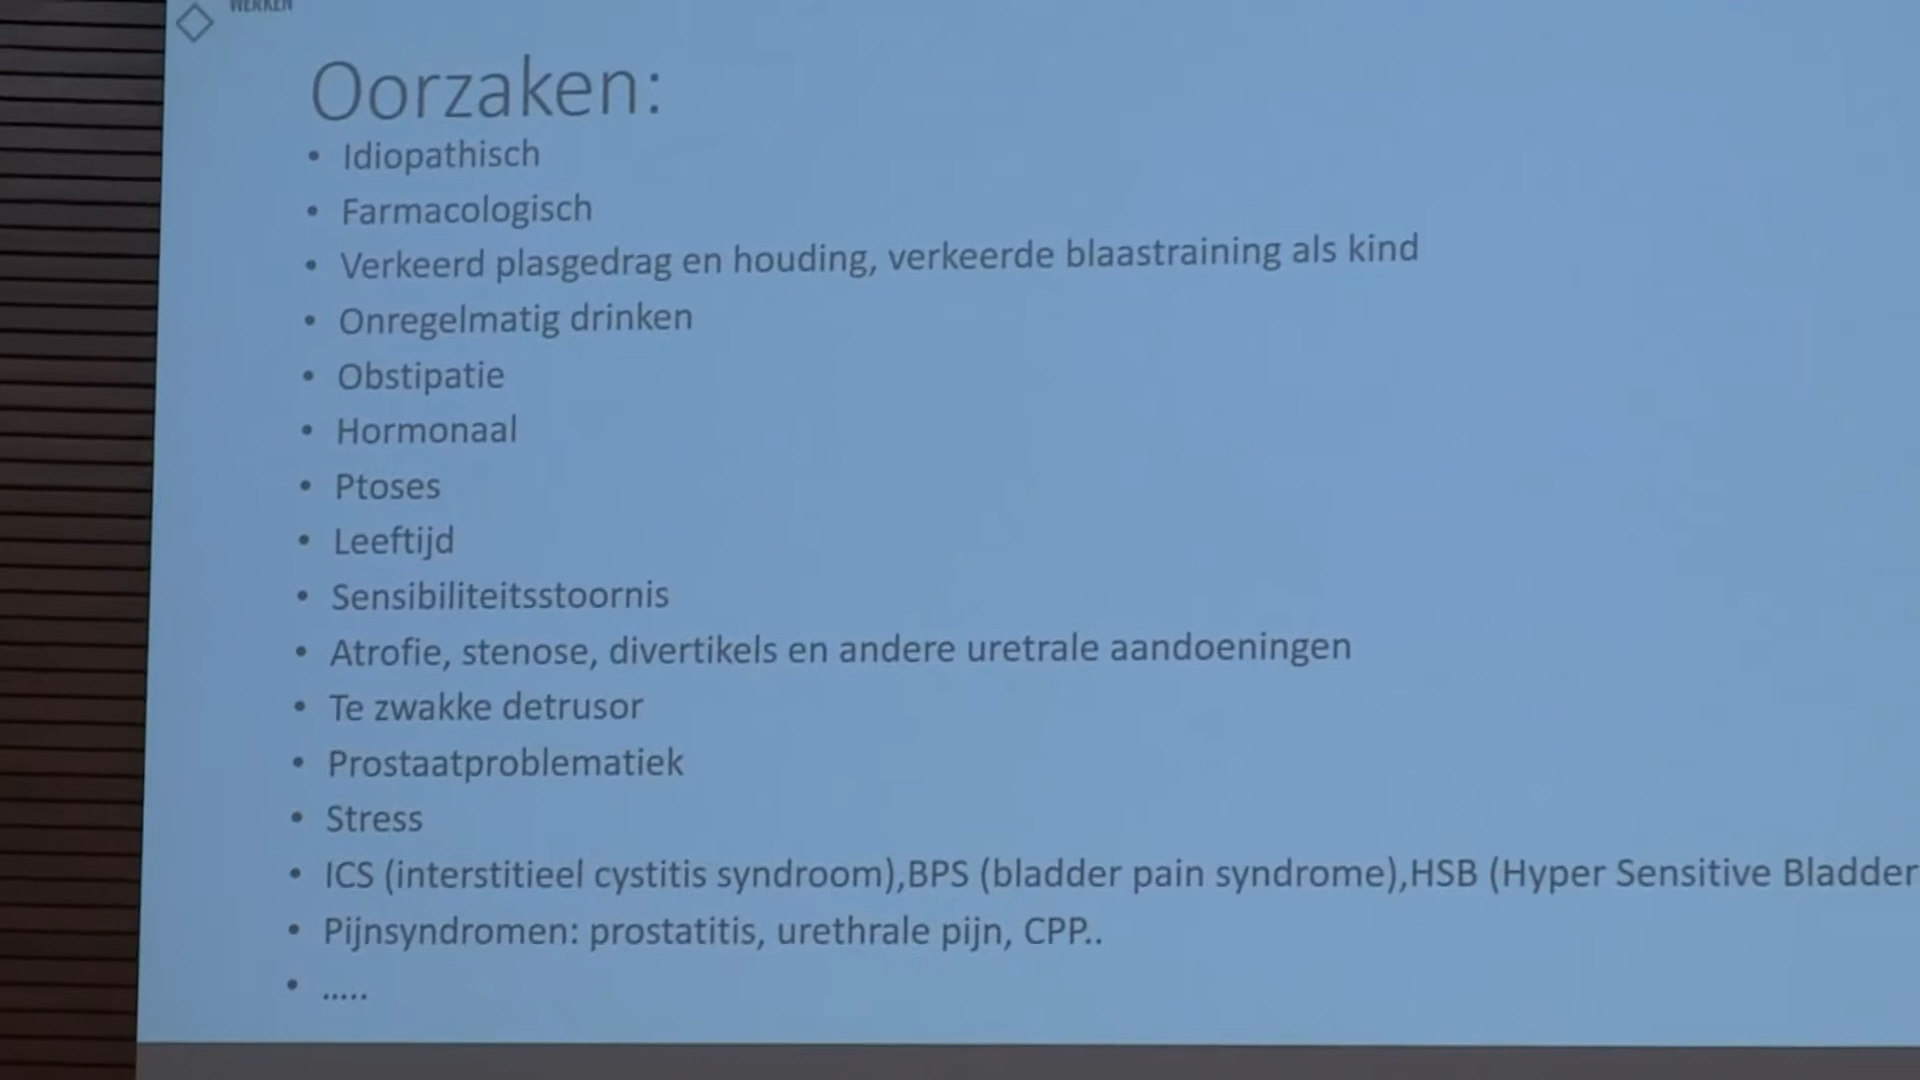 WERKEN
Oorzaken:
• Idiopathisch
• Farmacologisch
• Verkeerd plasgedrag en houding, verkeerde blaastraining als kind
• Onregelmatig drinken
• Obstipatie
• Hormonaal
• Ptoses
• Leeftijd
• Sensibiliteitsstoornis
• Atrofie, stenose, divertikels en andere uretrale aandoeningen
• Te zwakke detrusor
• Prostaatproblematiek
• Stress
• ICS (interstitieel cystitis syndroom),BPS (bladder pain syndrome),HSB (Hyper Sensitive Bladder
• Pijnsyndromen: prostatitis, urethrale pijn, CPP..
• .....